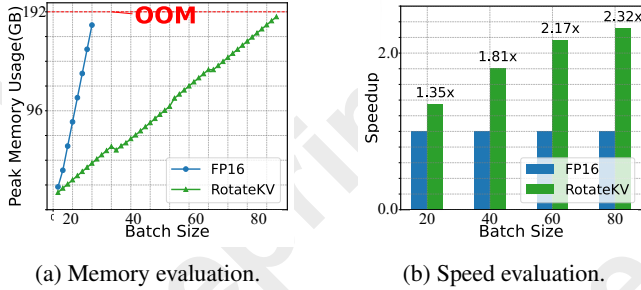 192
OOM
96
Peak Memory Usage(GB)
FP16
RotateKV
20
40
60
80
Batch Size
(a) Memory evaluation.
2.0
0.0
Speedup
1.35x
1.81x
2.17x
2.32x
FP16
RotateKV
20
40
60
80
Batch Size
(b) Speed evaluation.